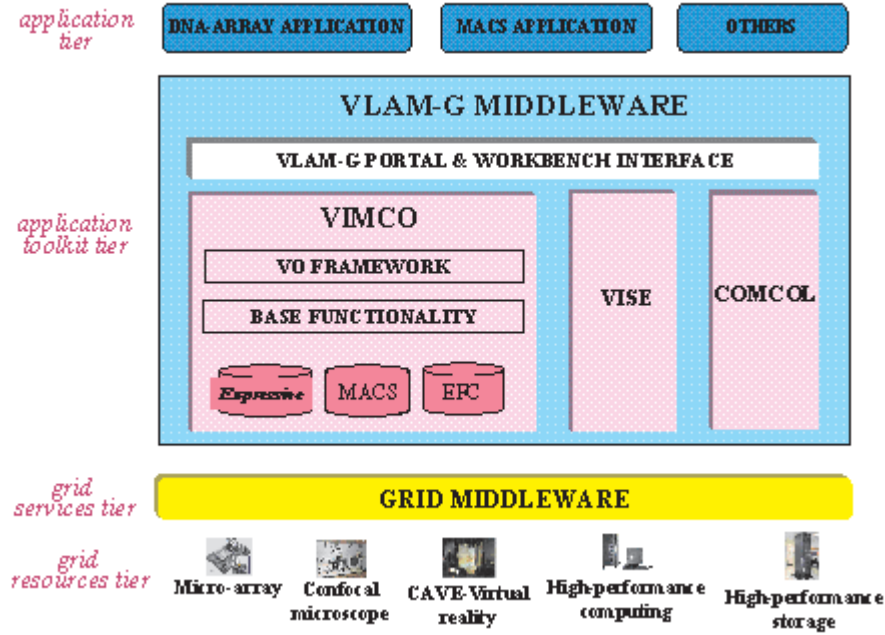 application
tier
DNA-ARRAY APPLICATION
MACS APPLICATION
OTHERS
VLAM-G MIDDLEWARE
VLAM-G PORTAL & WORKBENCH INTERFACE
application
toolkit tier
VIMCO
VO FRAMEWORK
BASE FUNCTIONALITY
Expressive
MACS
EFC
VISE
COMCOL
grid
services tier
GRID MIDDLEWARE
grid
resources tier
Micro-array
Confocal
microscope
CAVE-Virtual
reality
High-performance
computing
High-performance
storage